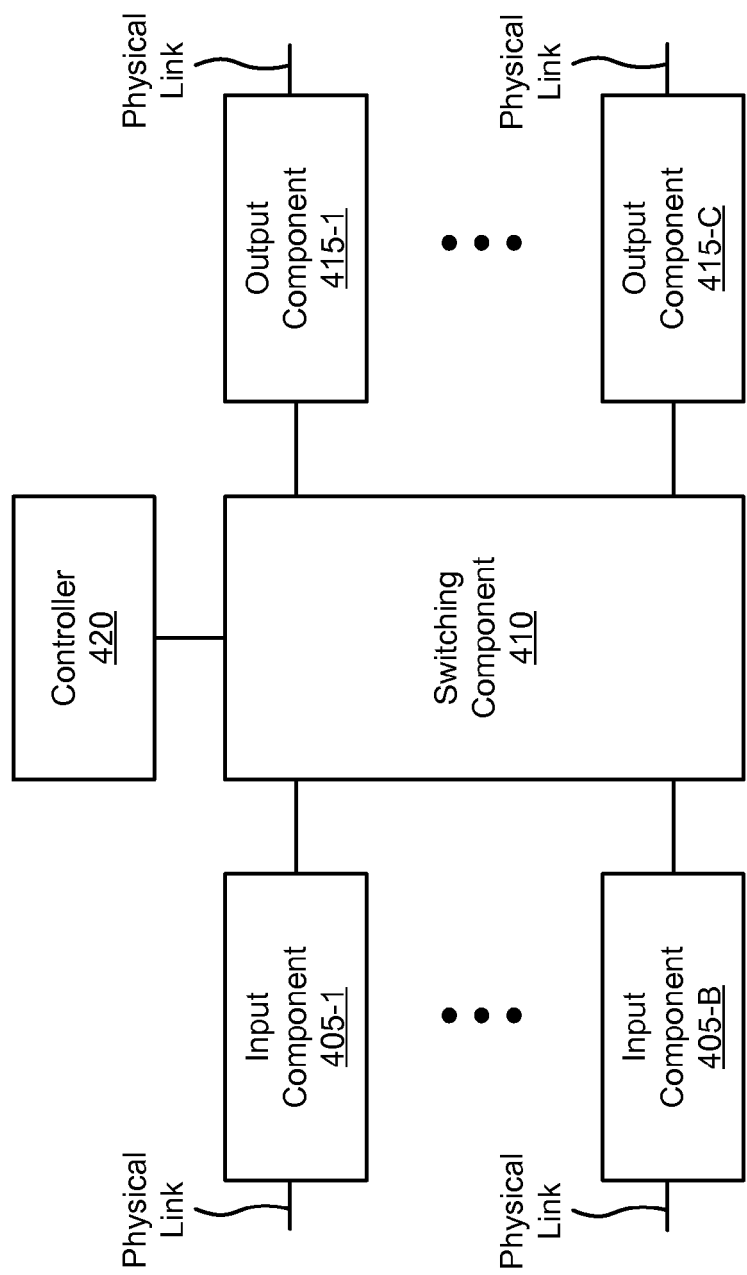 Controller
420
Physical
Link
Input
Component
405-1
Switching
Component
410
Output
Component
415-1
Physical
Link
Physical
Link
Input
Component
405-B
Output
Component
415-C
Physical
Link